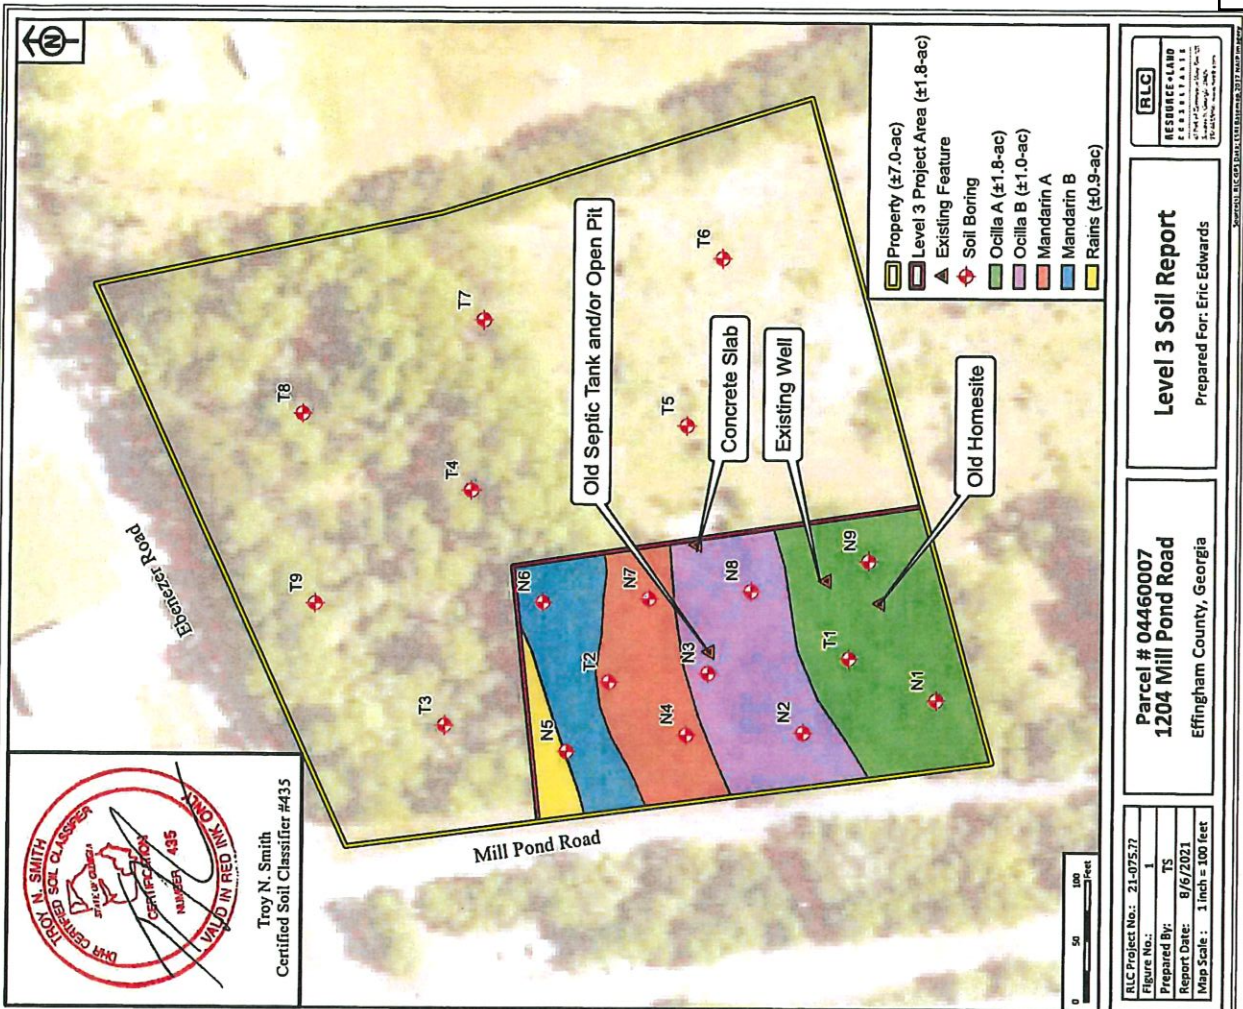 N
TROY N. SMITH
DHR CERTIFIED SOIL CLASSIFIER
STATE OF GEORGIA
CERTIFICATION
NUMBER 435
VALID IN RED INK ONLY
Troy N. Smith
Certified Soil Classifier #435
Ebenezer Road
Mill Pond Road
T8
T9
T7
T4
T3
T6
T5
N6
N5
T2
N7
N4
N3
N8
N2
N9
T1
N1
Old Septic Tank and/or Open Pit
Concrete Slab
Existing Well
Old Homesite
Property (±7.0-ac)
Level 3 Project Area (±1.8-ac)
Existing Feature
Soil Boring
Ocilla A (±1.8-ac)
Ocilla B (±1.0-ac)
Mandarin A
Mandarin B
Rains (±0.9-ac)
0 50 100
Feet
RLC Project No.: 21-075.77
Figure No.: 1
Prepared By: TS
Report Date: 8/6/2021
Map Scale : 1 inch = 100 feet
Parcel # 04460007
1204 Mill Pond Road
Effingham County, Georgia
Level 3 Soil Report
Prepared For: Eric Edwards
RLC
RESOURCE+LAND
CONSULTANTS